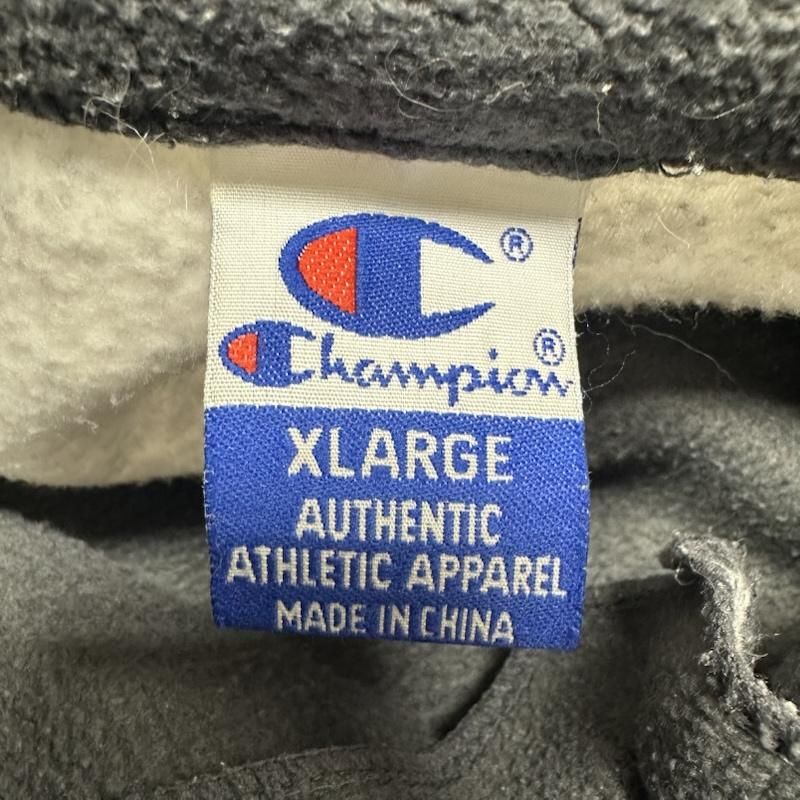 ®
Champion®
XLARGE
AUTHENTIC
ATHLETIC APPAREL
MADE IN CHINA